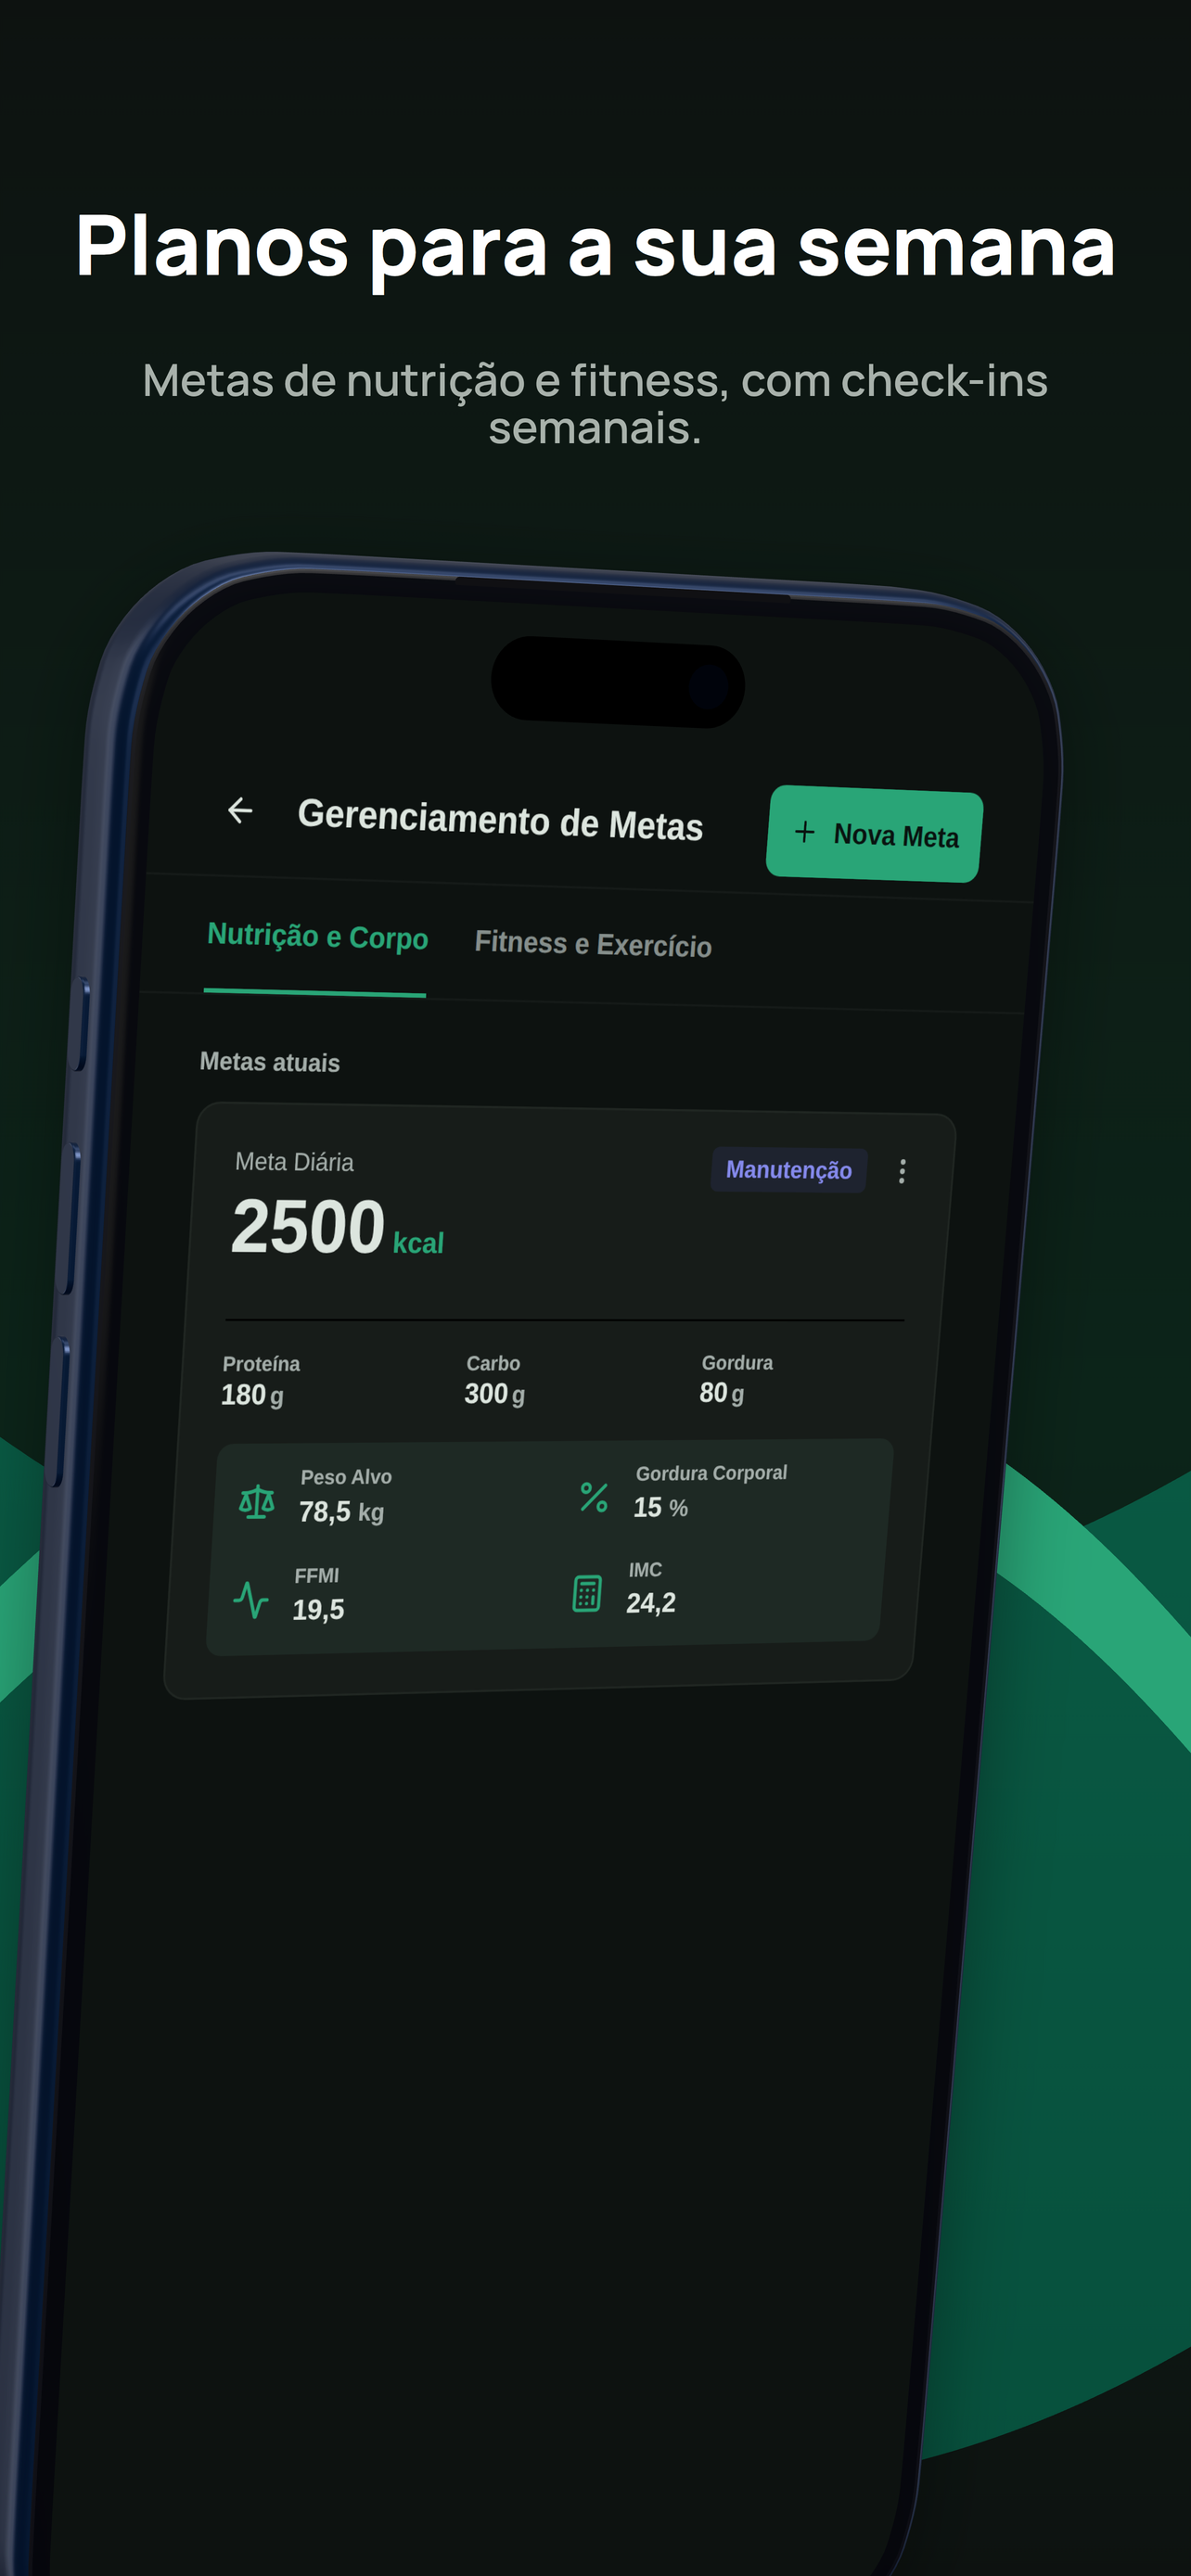 Planos para a sua semana
Metas de nutrição e fitness, com check-ins
semanais.
Gerenciamento de Metas
Nova Meta
Nutrição e Corpo
Fitness e Exercício
Metas atuais
Meta Diária
Manutenção
2500 kcal
Proteína
Carbo
Gordura
180 g
300 g
80 g
Peso Alvo
Gordura Corporal
78,5 kg
15 %
FFMI
IMC
19,5
24,2